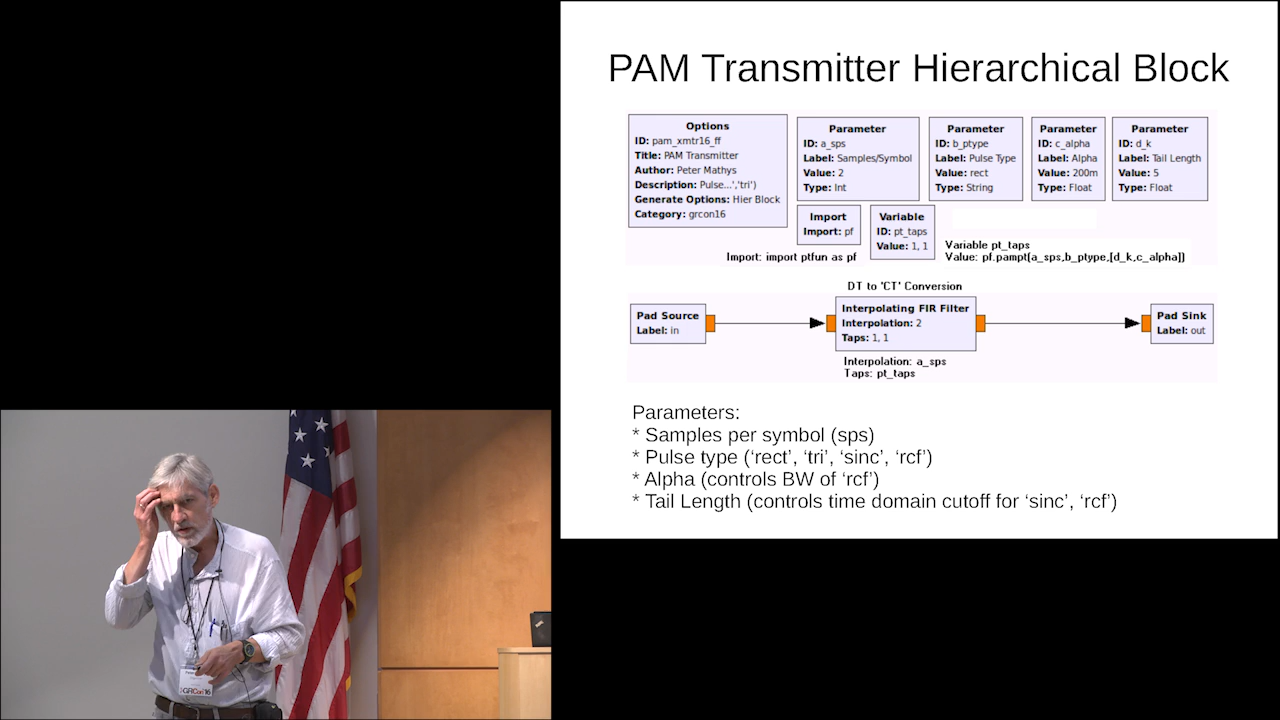 PAM Transmitter Hierarchical Block
Options
ID: pam_xmtr16_ff
Title: PAM Transmitter
Author: Peter Mathys
Description: Pulse...','tri')
Generate Options: Hier Block
Category: grcon16
Parameter
ID: a_sps
Label: Samples/Symbol
Value: 2
Type: Int
Parameter
ID: b_ptype
Label: Pulse Type
Value: rect
Type: String
Parameter
ID: c_alpha
Label: Alpha
Value: 200m
Type: Float
Parameter
ID: d_k
Label: Tail Length
Value: 5
Type: Float
Import
Import: pf
Variable
ID: pt_taps
Value: 1, 1
Import: import ptfun as pf
Variable pt_taps
Value: pf.pampt(a_sps,b_ptype,[d_k,c_alpha])
DT to 'CT' Conversion
Pad Source
Label: in
Interpolating FIR Filter
Interpolation: 2
Taps: 1, 1
Pad Sink
Label: out
Interpolation: a_sps
Taps: pt_taps
Parameters:
* Samples per symbol (sps)
* Pulse type (‘rect’, ‘tri’, ‘sinc’, ‘rcf’)
* Alpha (controls BW of ‘rcf’)
* Tail Length (controls time domain cutoff for ‘sinc’, ‘rcf’)
GRCon16